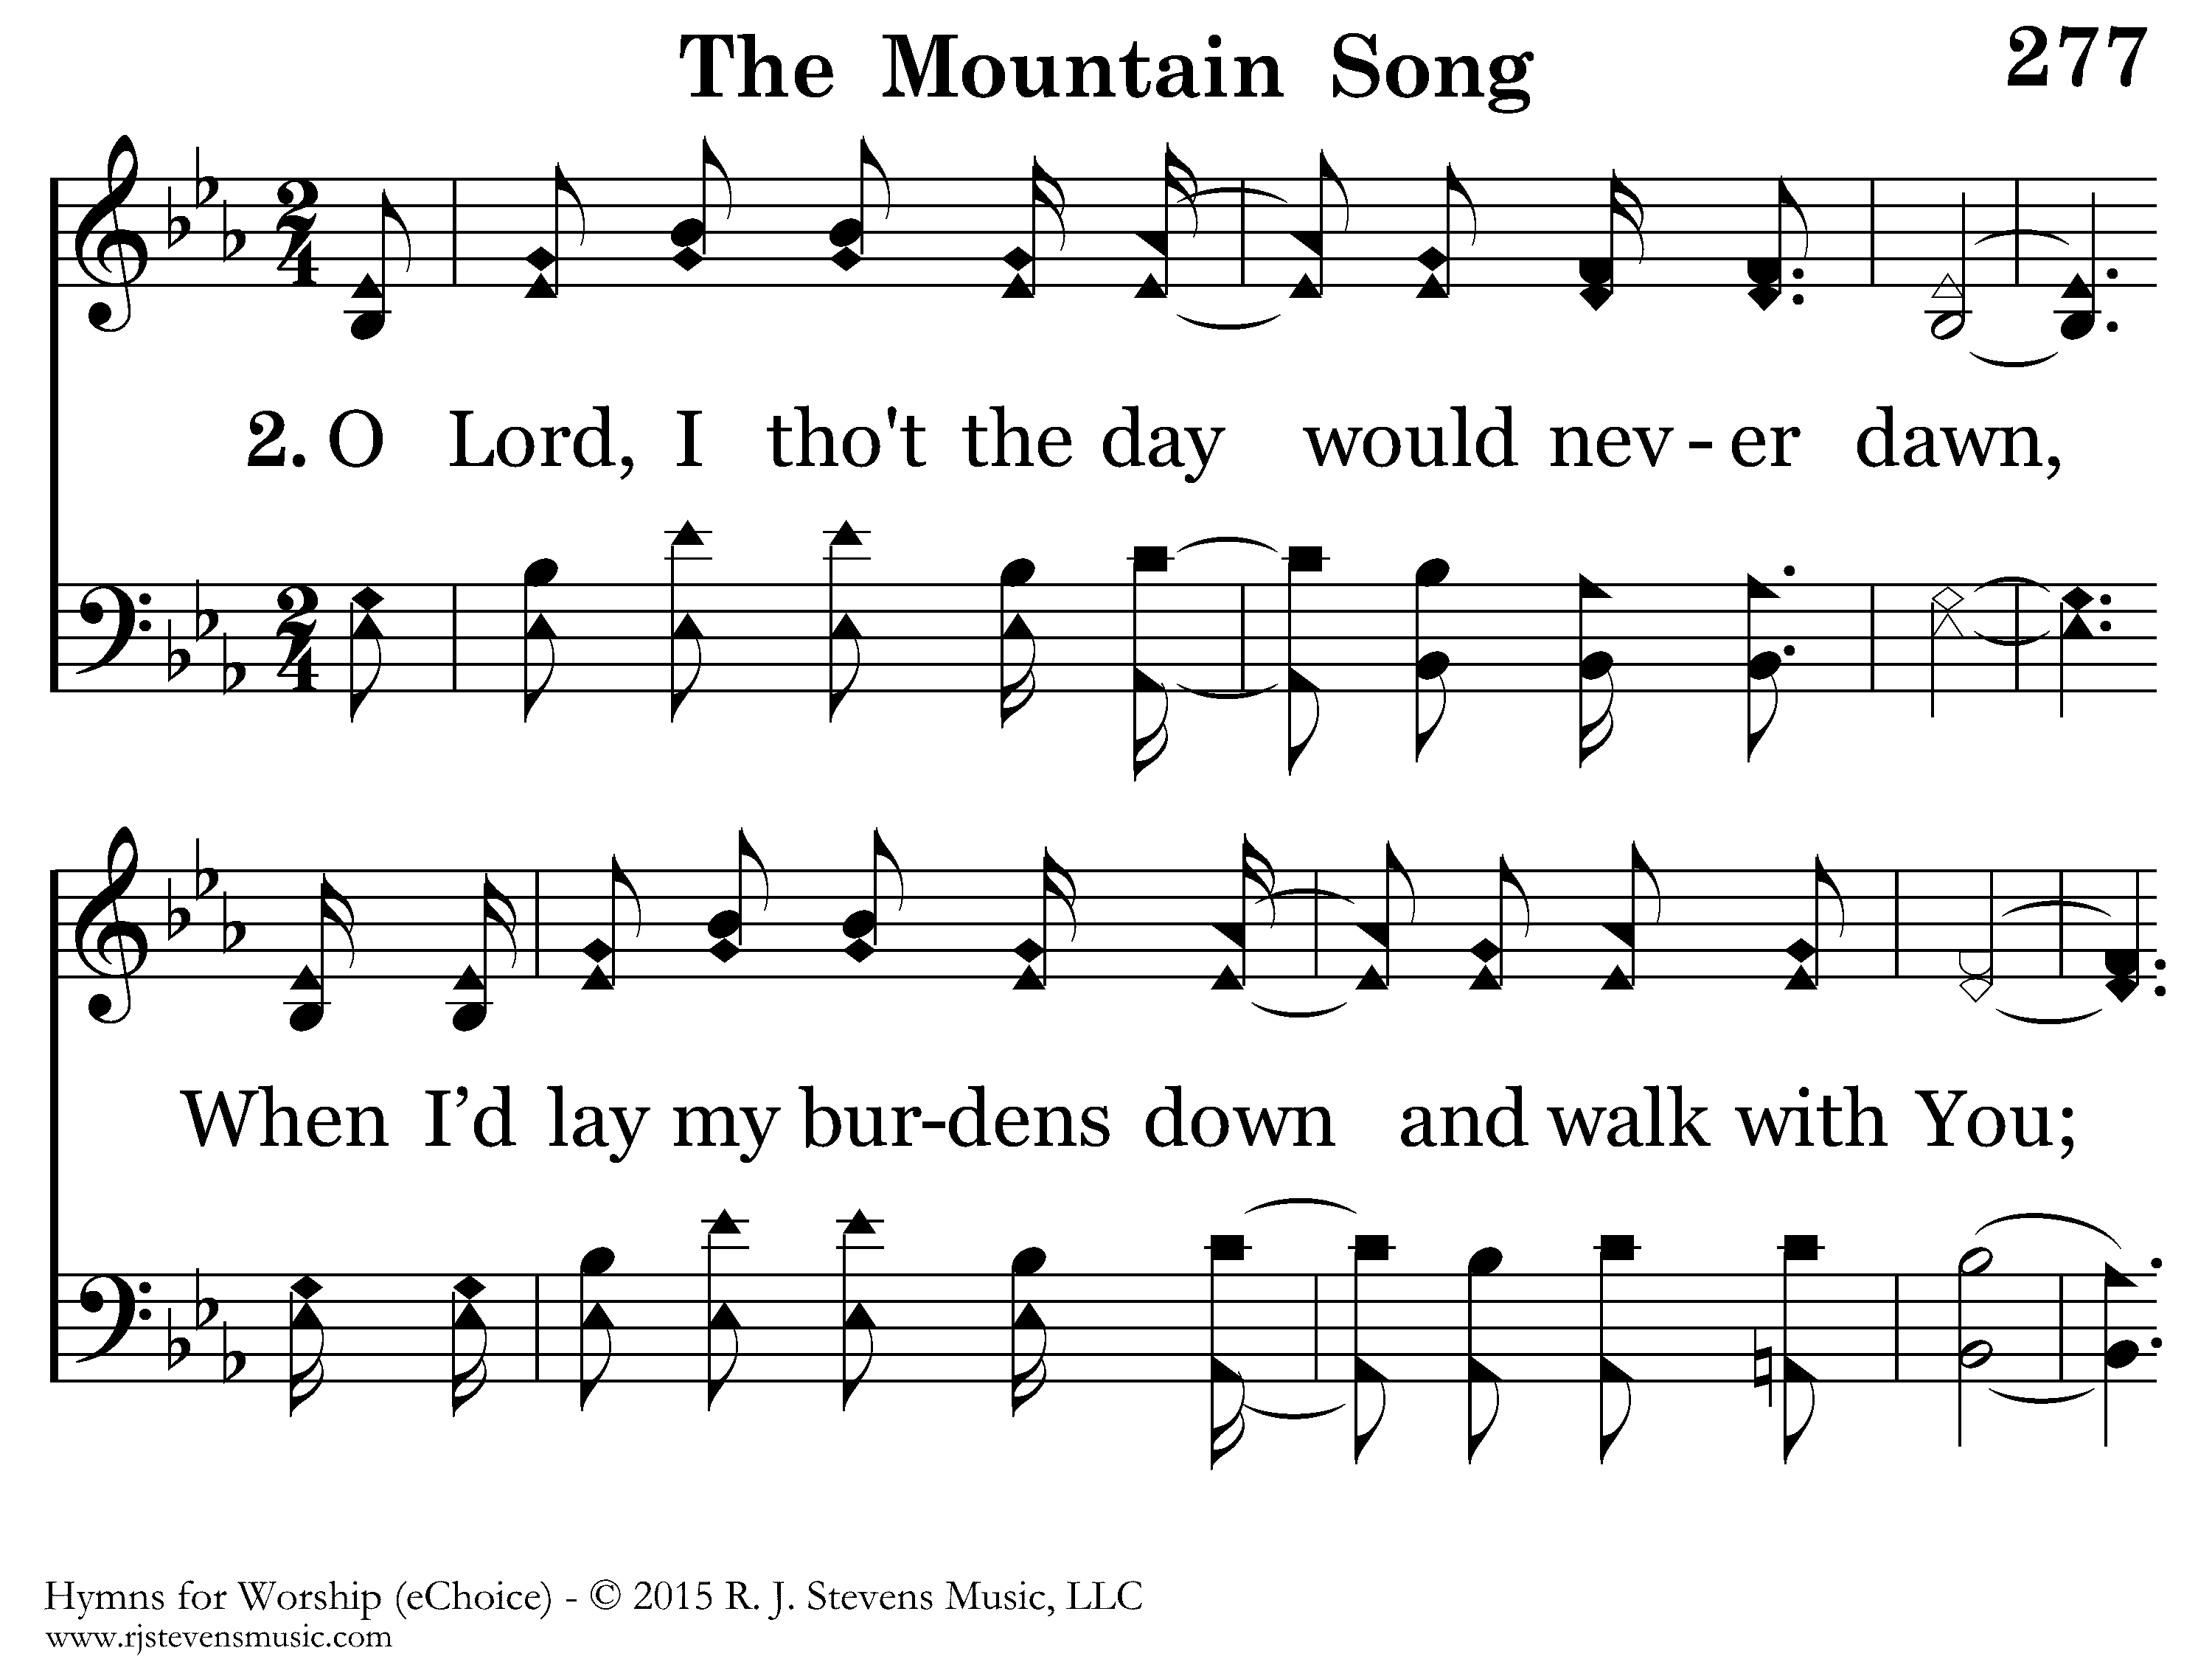 The Mountain Song 277
2. O Lord, I tho't the day would nev - er dawn,
When I’d lay my bur-dens down and walk with You;
Hymns for Worship (eChoice) - © 2015 R. J. Stevens Music, LLC
www.rjstevensmusic.com